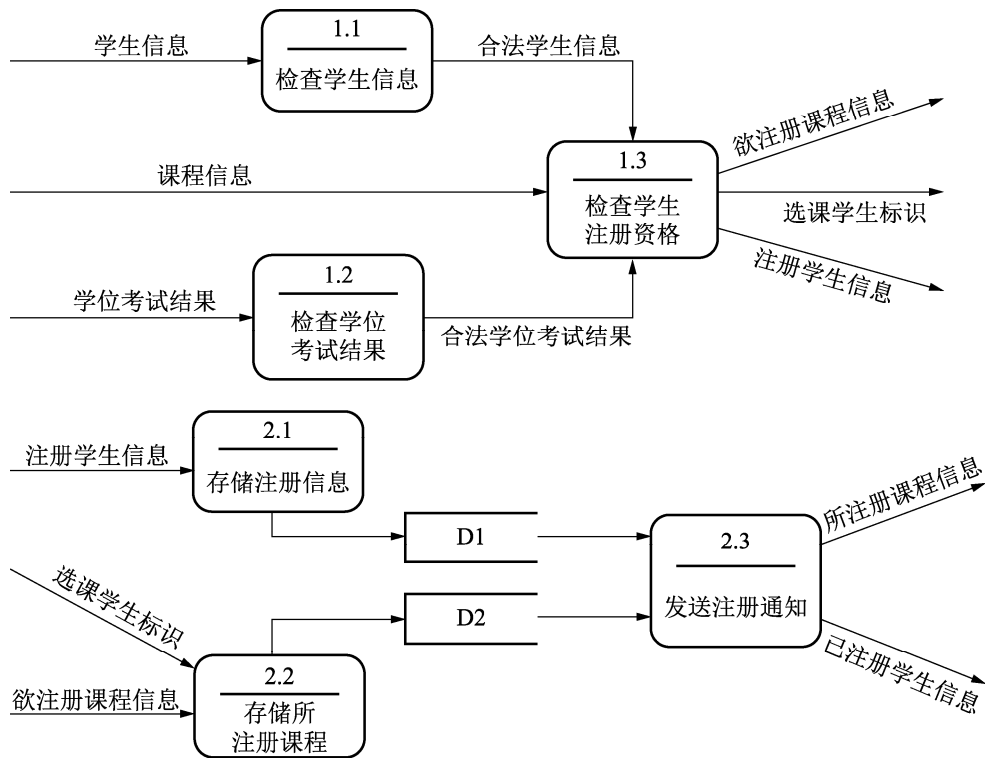 1.1
学生信息
合法学生信息
检查学生信息
欲注册课程信息
1.3
课程信息
检查学生
注册资格
选课学生标识
注册学生信息
1.2
学位考试结果
检查学位
考试结果
合法学位考试结果
2.1
注册学生信息
存储注册信息
所注册课程信息
D1
2.3
选课学生标识
D2
发送注册通知
已注册学生信息
2.2
欲注册课程信息
存储所
注册课程